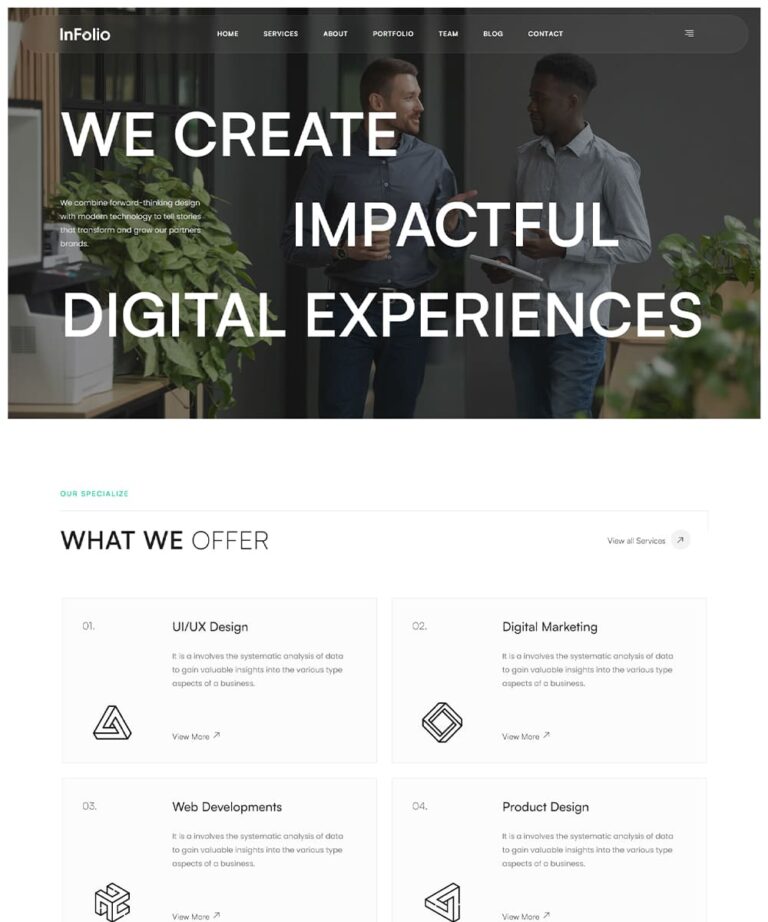 InFolio
HOME SERVICES ABOUT PORTFOLIO TEAM BLOG CONTACT
WE CREATE
We combine forward-thinking design
with modern technology to tell stories
that transform and grow our partners
brands.
IMPACTFUL
DIGITAL EXPERIENCES
OUR SPECIALIZE
WHAT WE OFFER
View all Services
01.
UI/UX Design
It is a involves the systematic analysis of data
to gain valuable insights into the various type
aspects of a business.
View More
02.
Digital Marketing
It is a involves the systematic analysis of data
to gain valuable insights into the various type
aspects of a business.
View More
03.
Web Developments
It is a involves the systematic analysis of data
to gain valuable insights into the various type
aspects of a business.
View More
04.
Product Design
It is a involves the systematic analysis of data
to gain valuable insights into the various type
aspects of a business.
View More